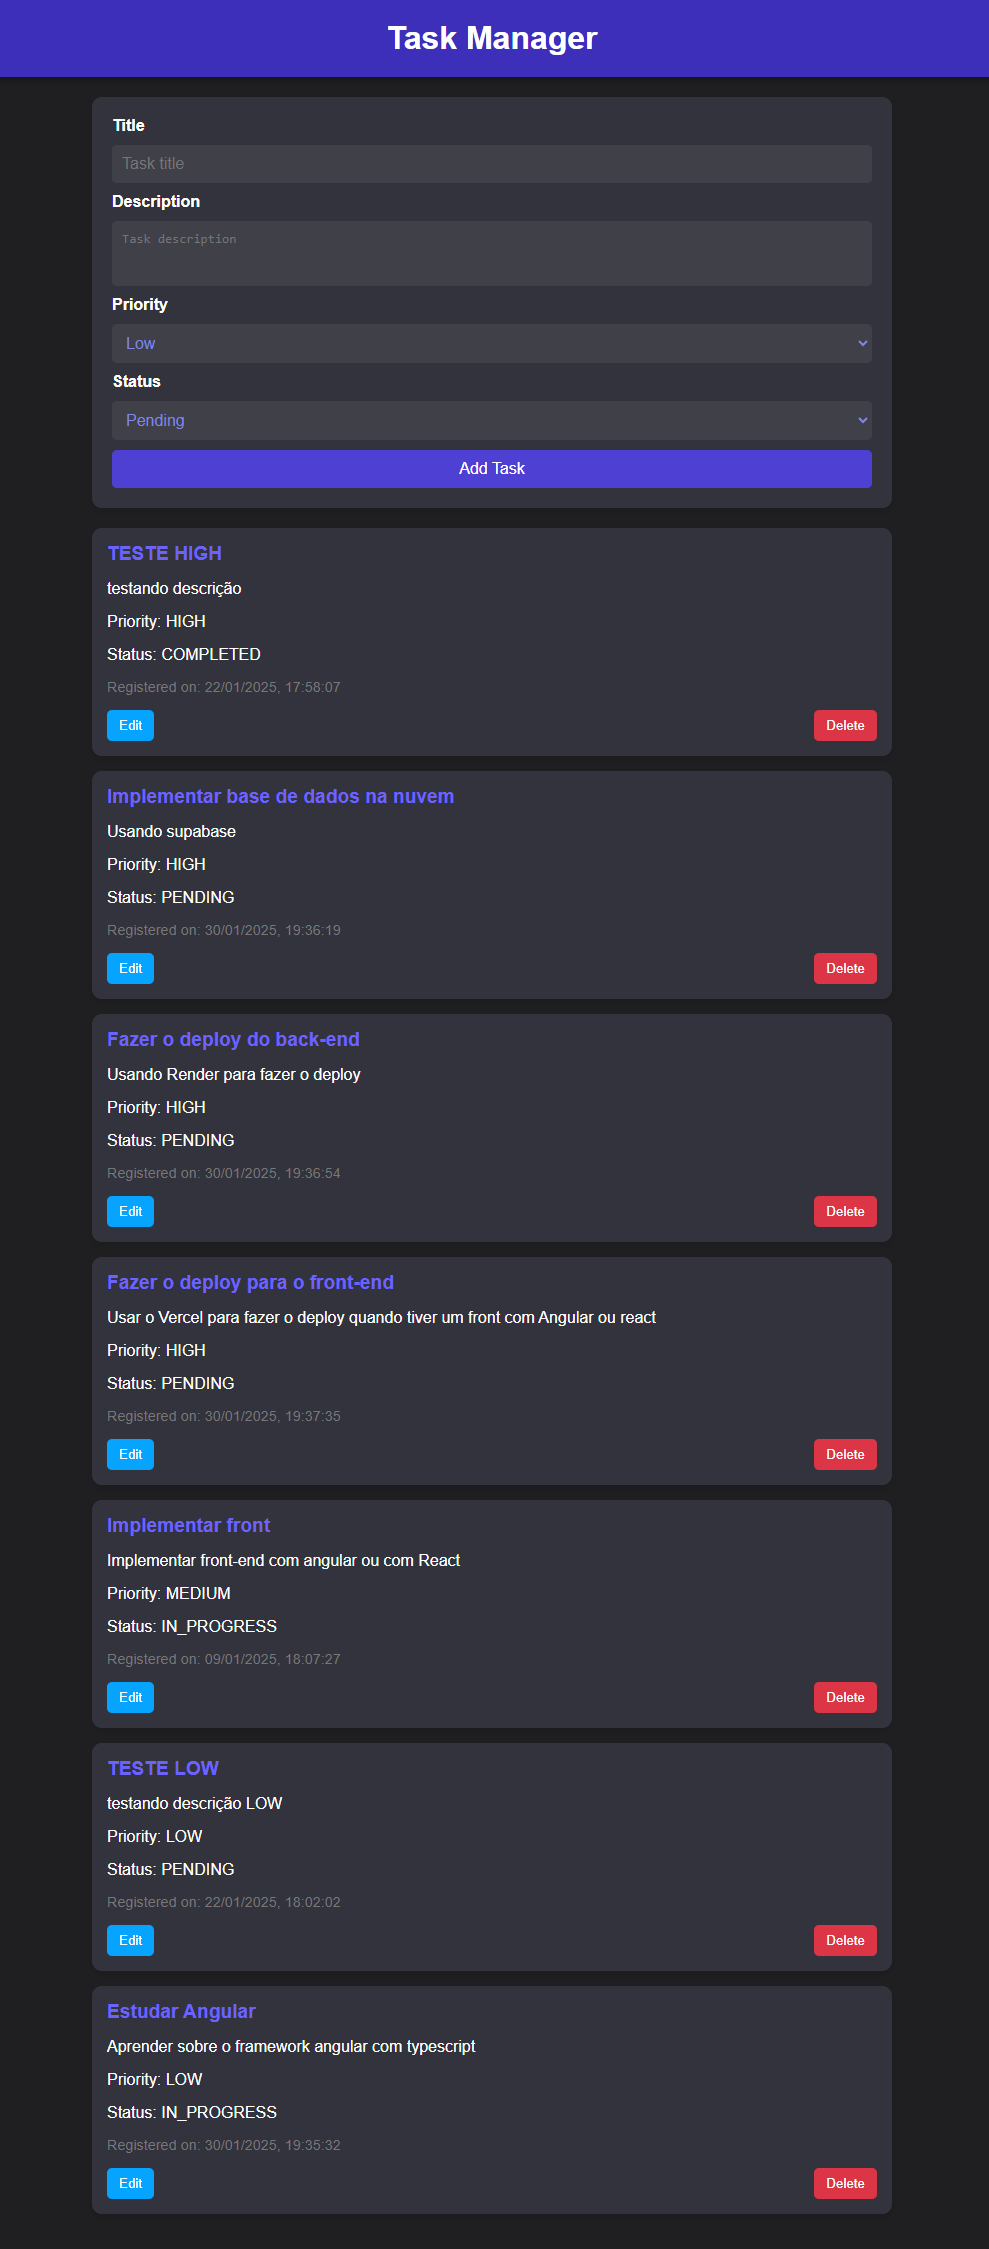 Task Manager
Title
Task title
Description
Task description
Priority
Low
Status
Pending
Add Task
TESTE HIGH
testando descrição
Priority: HIGH
Status: COMPLETED
Registered on: 22/01/2025, 17:58:07
Edit Delete
Implementar base de dados na nuvem
Usando supabase
Priority: HIGH
Status: PENDING
Registered on: 30/01/2025, 19:36:19
Edit Delete
Fazer o deploy do back-end
Usando Render para fazer o deploy
Priority: HIGH
Status: PENDING
Registered on: 30/01/2025, 19:36:54
Edit Delete
Fazer o deploy para o front-end
Usar o Vercel para fazer o deploy quando tiver um front com Angular ou react
Priority: HIGH
Status: PENDING
Registered on: 30/01/2025, 19:37:35
Edit Delete
Implementar front
Implementar front-end com angular ou com React
Priority: MEDIUM
Status: IN_PROGRESS
Registered on: 09/01/2025, 18:07:27
Edit Delete
TESTE LOW
testando descrição LOW
Priority: LOW
Status: PENDING
Registered on: 22/01/2025, 18:02:02
Edit Delete
Estudar Angular
Aprender sobre o framework angular com typescript
Priority: LOW
Status: IN_PROGRESS
Registered on: 30/01/2025, 19:35:32
Edit Delete